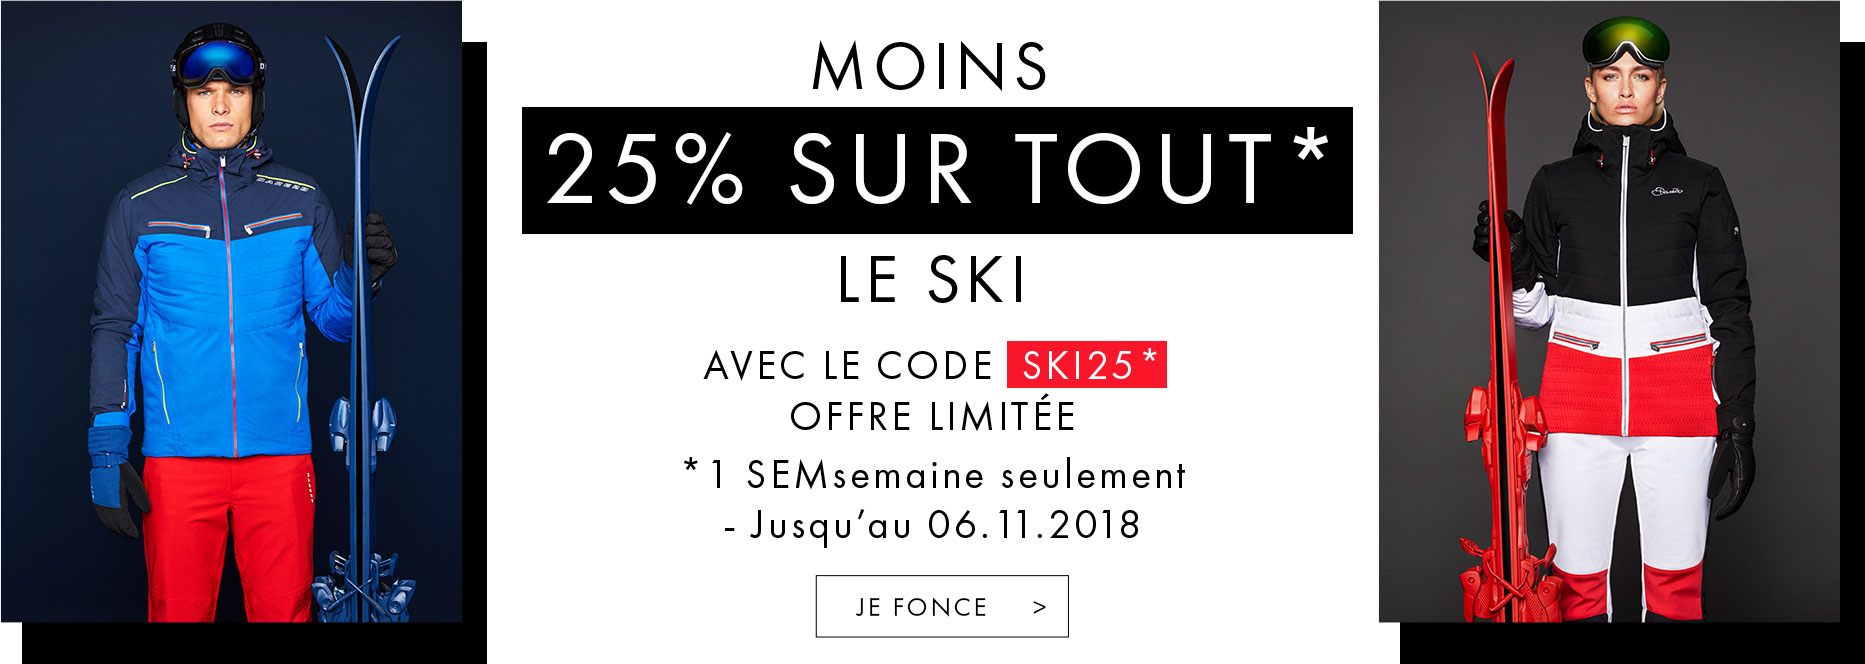 MOINS
25% SUR TOUT*
LE SKI
AVEC LE CODE SKI25*
OFFRE LIMITÉE
*1 SEMsemaine seulement
- Jusqu’au 06.11.2018
JE FONCE >
DARE2B